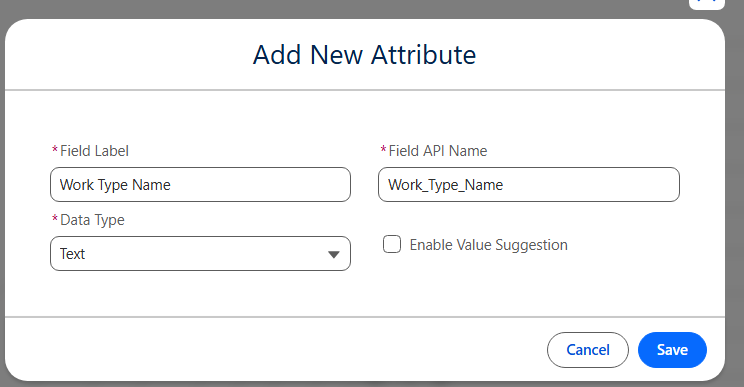 Add New Attribute
*Field Label
*Field API Name
Work Type Name
Work_Type_Name
*Data Type
Text
Enable Value Suggestion
Cancel
Save